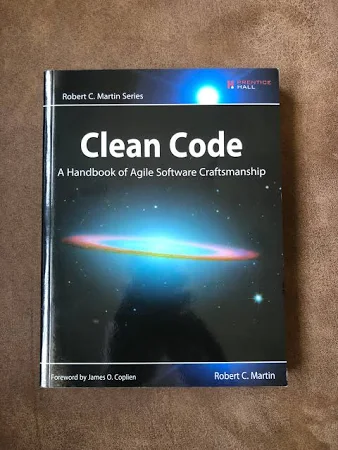 Robert C. Martin Series
PRENTICE
HALL
Clean Code
A Handbook of Agile Software Craftsmanship
Foreword by James O. Coplien
Robert C. Martin